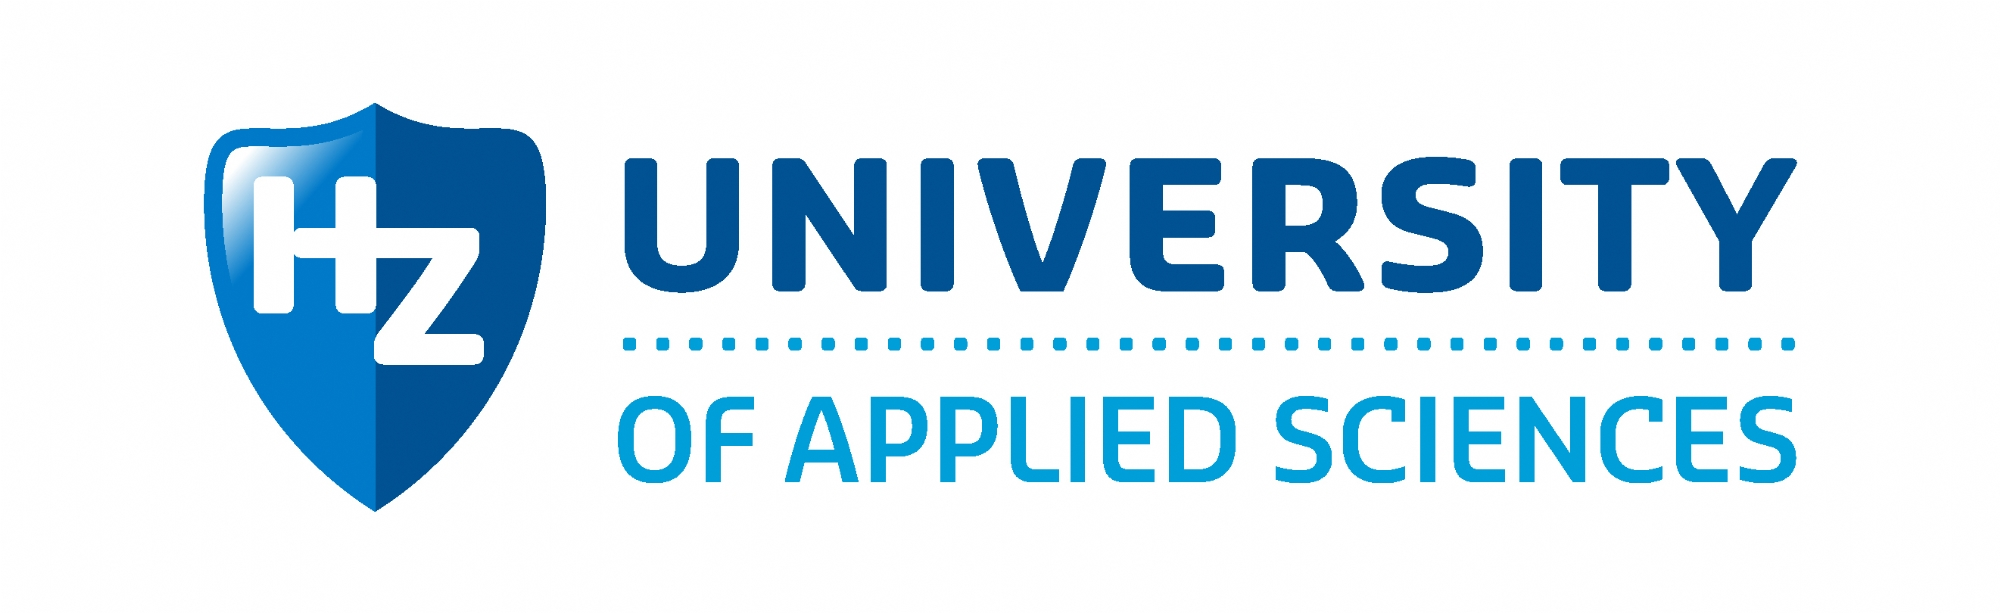 HZ
UNIVERSITY
OF APPLIED SCIENCES